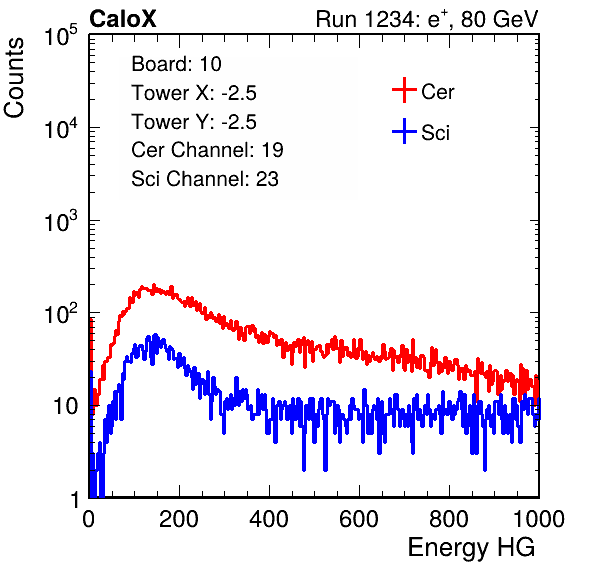 CaloX Run 1234: e+, 80 GeV
Counts
10^5
10^4
10^3
10^2
10
1
Board: 10
Tower X: -2.5
Tower Y: -2.5
Cer Channel: 19
Sci Channel: 23
Cer
Sci
0 200 400 600 800 1000
Energy HG